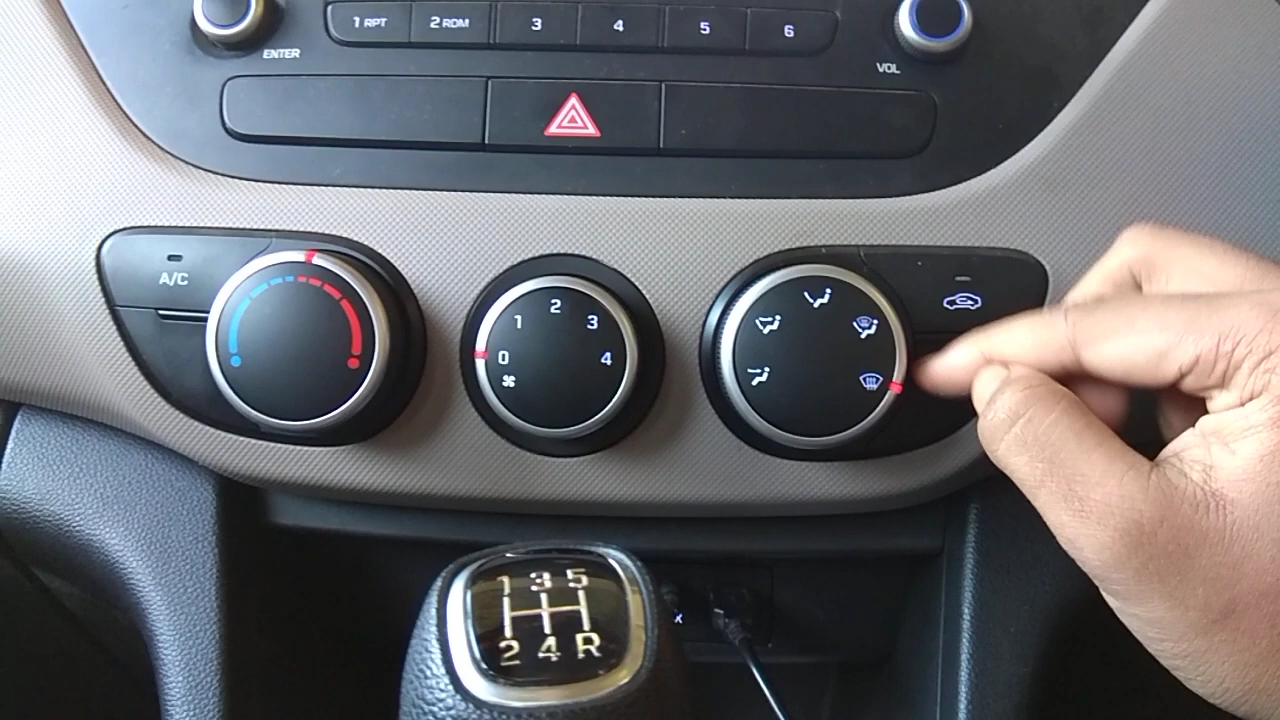 1 RPT 2 RDM 3 4 5 6
ENTER
VOL
A/C
1 2 3
0 4
1 3 5
2 4 R